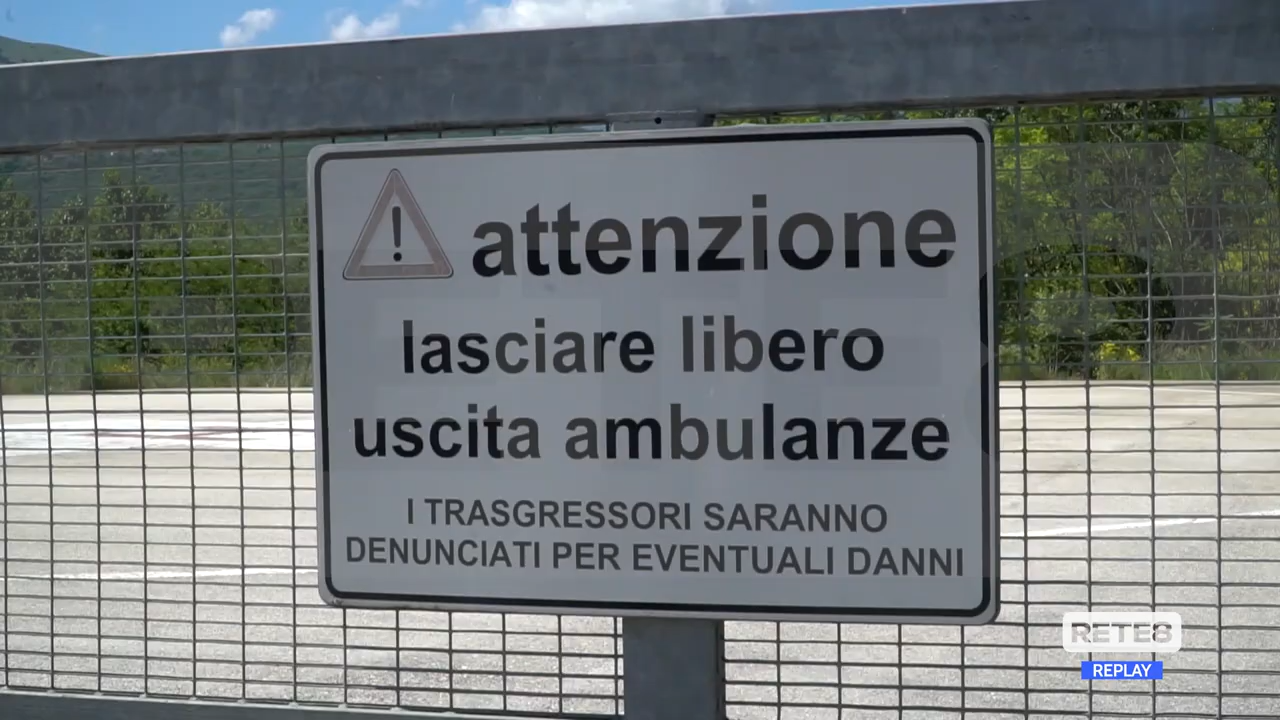 attenzione
lasciare libero
uscita ambulanze
I TRASGRESSORI SARANNO
DENUNCIATI PER EVENTUALI DANNI
RETE8
REPLAY